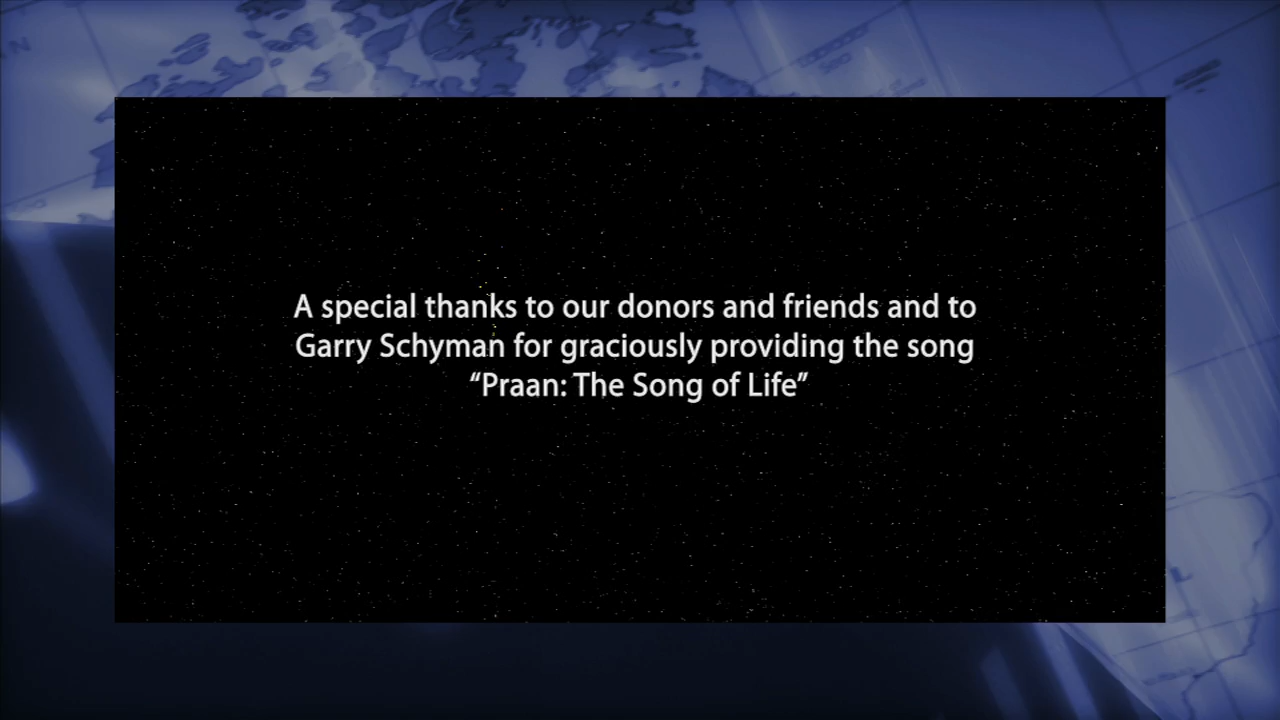 A special thanks to our donors and friends and to
Garry Schyman for graciously providing the song
“Praan: The Song of Life”